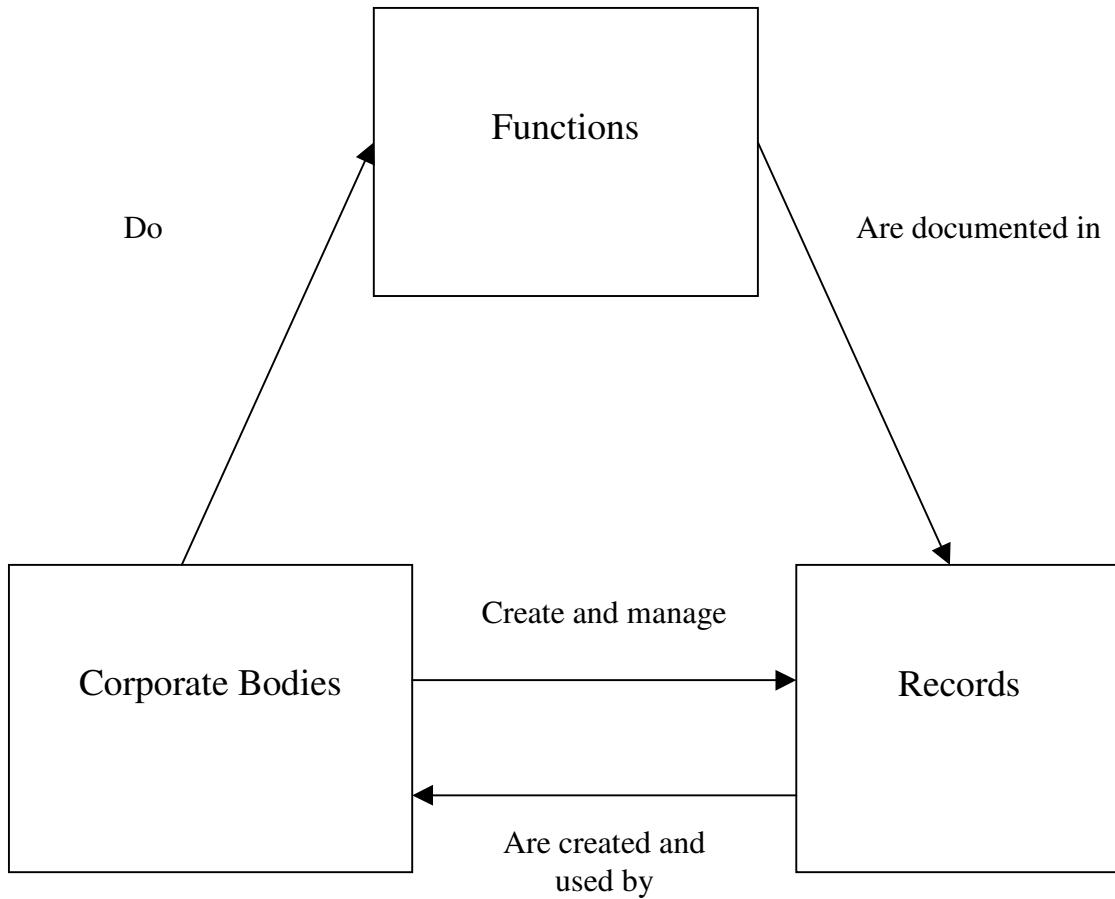 Functions
Do
Are documented in
Create and manage
Corporate Bodies
Records
Are created and
used by